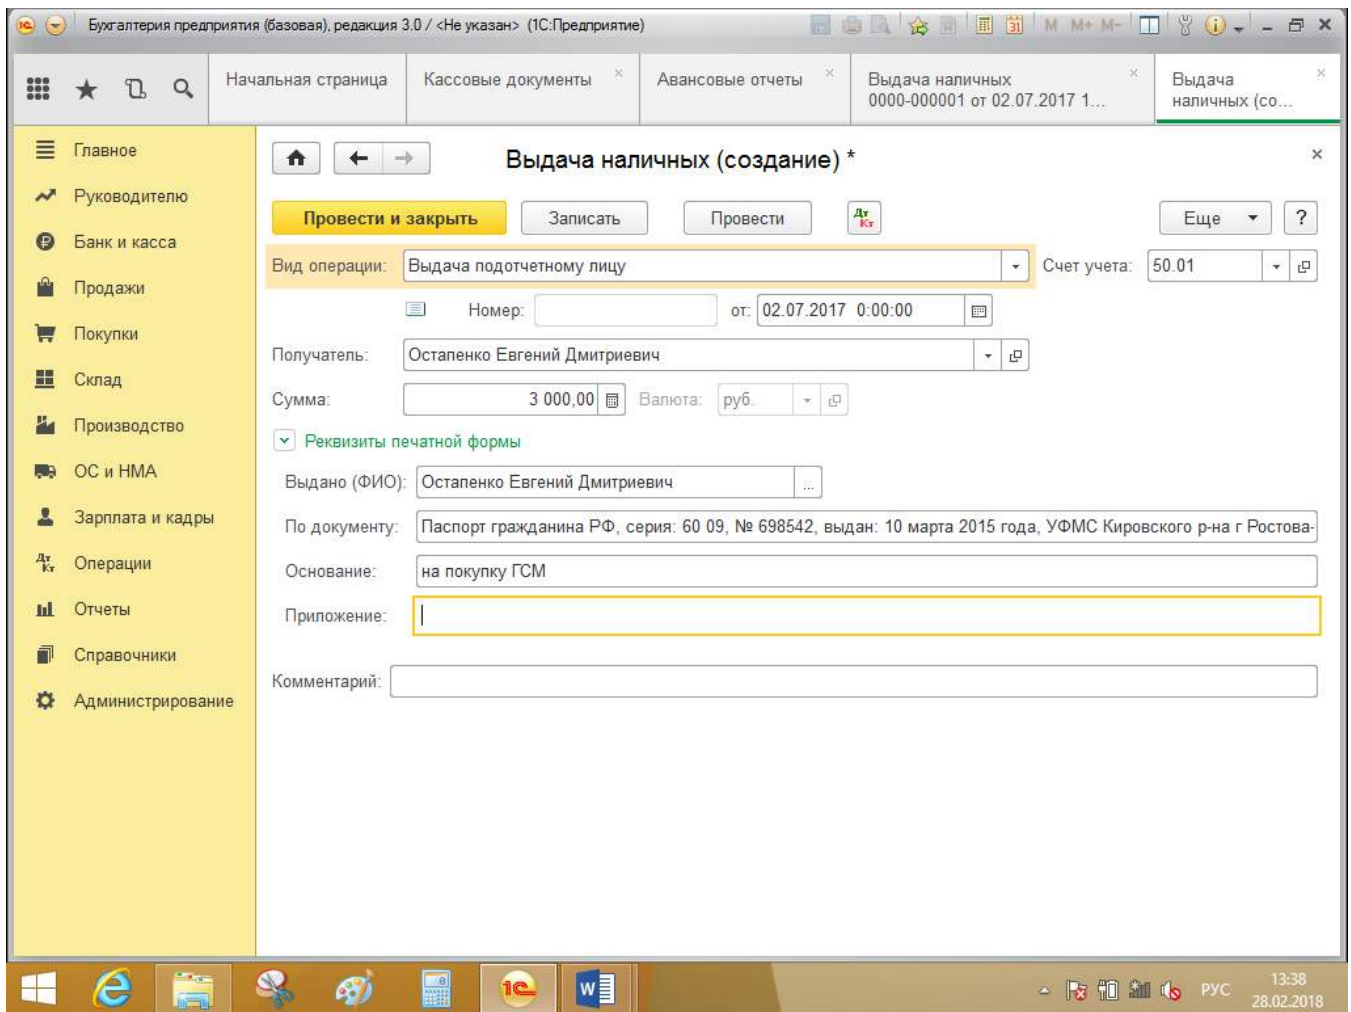 Бухгалтерия предприятия (базовая), редакция 3.0 / <Не указан> (1С:Предприятие)
M M+ M-
Начальная страница
Кассовые документы
Авансовые отчеты
Выдача наличных
0000-000001 от 02.07.2017 1...
Выдача
наличных (со...
Главное
Руководителю
Банк и касса
Продажи
Покупки
Склад
Производство
ОС и НМА
Зарплата и кадры
Операции
Отчеты
Справочники
Администрирование
Выдача наличных (создание) *
Провести и закрыть
Записать
Провести
Дт
Кт
Еще
?
Вид операции: Выдача подотчетному лицу
Счет учета: 50.01
Номер:
от: 02.07.2017 0:00:00
Получатель: Остапенко Евгений Дмитриевич
Сумма: 3 000,00
Валюта: руб.
Реквизиты печатной формы
Выдано (ФИО): Остапенко Евгений Дмитриевич ...
По документу: Паспорт гражданина РФ, серия: 60 09, № 698542, выдан: 10 марта 2015 года, УФМС Кировского р-на г Ростова-
Основание: на покупку ГСМ
Приложение:
Комментарий:
РУС
13:38
28.02.2018